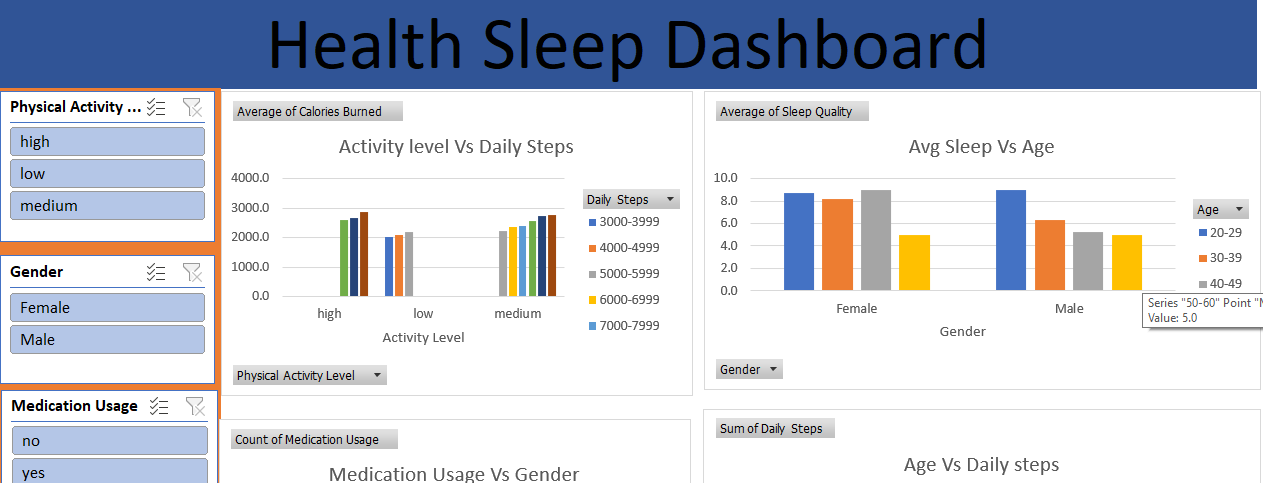 Health Sleep Dashboard
Physical Activity ...
high
low
medium
Gender
Female
Male
Medication Usage
no
yes
Average of Calories Burned
Activity level Vs Daily Steps
4000.0
3000.0
2000.0
1000.0
0.0
high
low
medium
Activity Level
Daily Steps
3000-3999
4000-4999
5000-5999
6000-6999
7000-7999
Physical Activity Level
Average of Sleep Quality
Avg Sleep Vs Age
10.0
8.0
6.0
4.0
2.0
0.0
Female
Male
Gender
Age
20-29
30-39
40-49
Series "50-60" Point "
Value: 5.0
Gender
Count of Medication Usage
Medication Usage Vs Gender
Sum of Daily Steps
Age Vs Daily steps